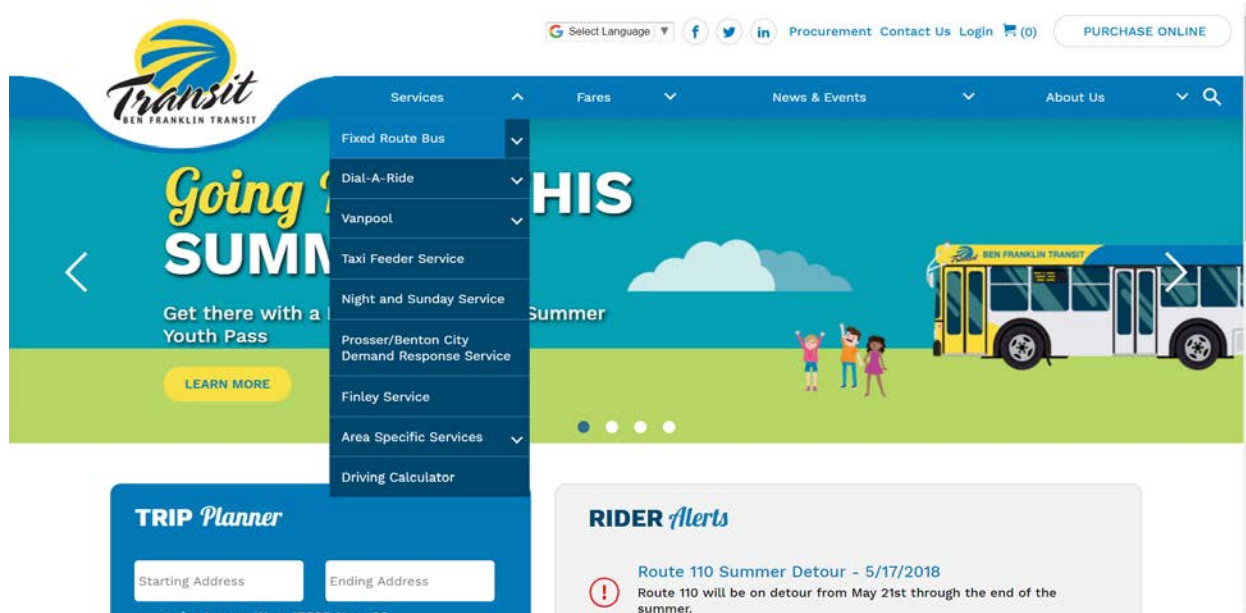 Select Language
Procurement
Contact Us
Login
(0)
PURCHASE ONLINE
Transit
BEN FRANKLIN TRANSIT
Services
Fares
News & Events
About Us
Fixed Route Bus
Dial-A-Ride
Vanpool
Taxi Feeder Service
Night and Sunday Service
Prosser/Benton City
Demand Response Service
Finley Service
Area Specific Services
Driving Calculator
Going HIS
SUMM
Get there with a Summer
Youth Pass
LEARN MORE
Transit BEN FRANKLIN TRANSIT
TRIP Planner
Starting Address
Ending Address
RIDER Alerts
Route 110 Summer Detour - 5/17/2018
Route 110 will be on detour from May 21st through the end of the
summer.